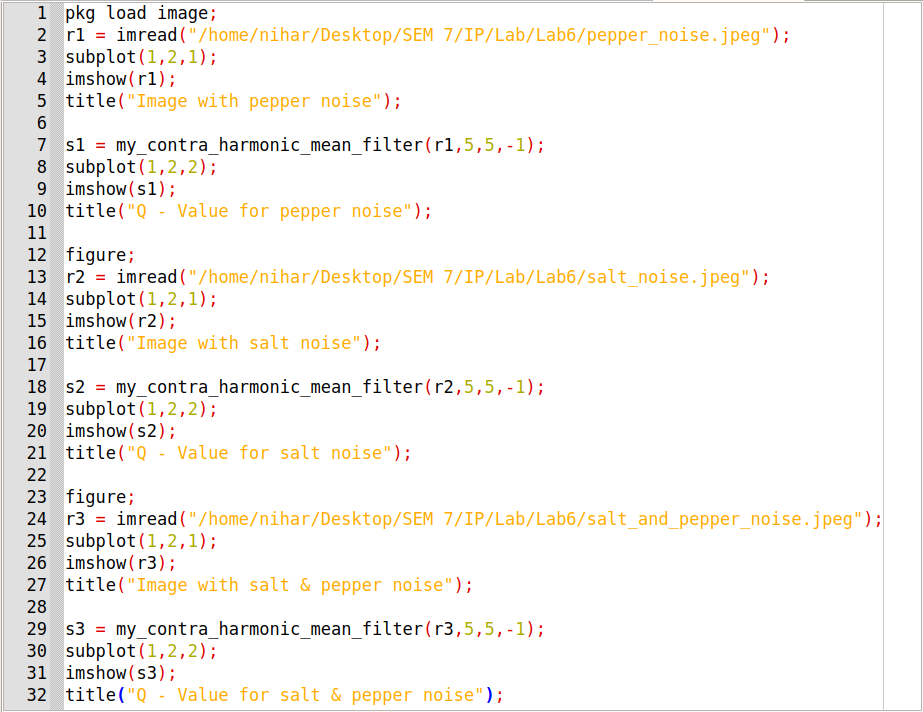 1 pkg load image;
2 r1 = imread("/home/nihar/Desktop/SEM 7/IP/Lab/Lab6/pepper_noise.jpeg");
3 subplot(1,2,1);
4 imshow(r1);
5 title("Image with pepper noise");
6
7 s1 = my_contra_harmonic_mean_filter(r1,5,5,-1);
8 subplot(1,2,2);
9 imshow(s1);
10 title("Q - Value for pepper noise");
11
12 figure;
13 r2 = imread("/home/nihar/Desktop/SEM 7/IP/Lab/Lab6/salt_noise.jpeg");
14 subplot(1,2,1);
15 imshow(r2);
16 title("Image with salt noise");
17
18 s2 = my_contra_harmonic_mean_filter(r2,5,5,-1);
19 subplot(1,2,2);
20 imshow(s2);
21 title("Q - Value for salt noise");
22
23 figure;
24 r3 = imread("/home/nihar/Desktop/SEM 7/IP/Lab/Lab6/salt_and_pepper_noise.jpeg");
25 subplot(1,2,1);
26 imshow(r3);
27 title("Image with salt & pepper noise");
28
29 s3 = my_contra_harmonic_mean_filter(r3,5,5,-1);
30 subplot(1,2,2);
31 imshow(s3);
32 title("Q - Value for salt & pepper noise");